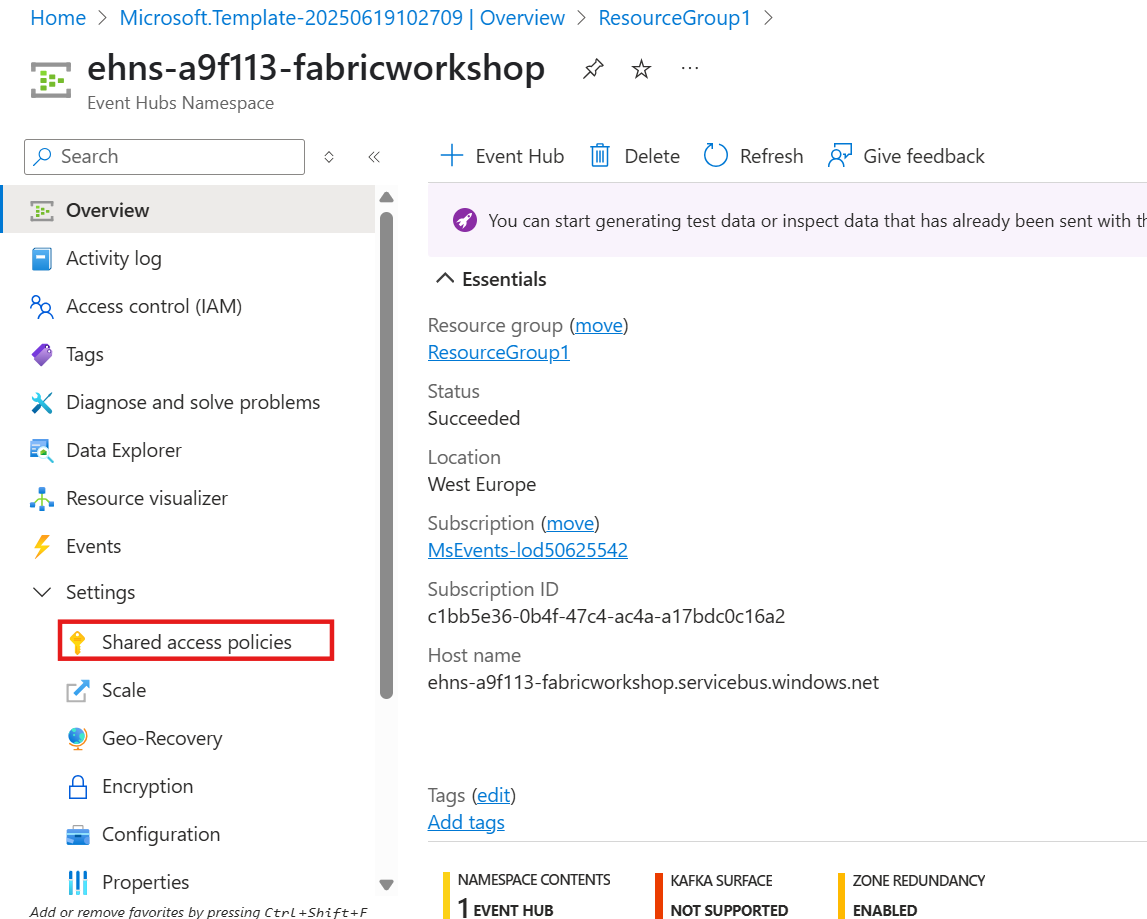 Home > Microsoft.Template-20250619102709 | Overview > ResourceGroup1 >
ehns-a9f113-fabricworkshop
Event Hubs Namespace
Search
Overview
Activity log
Access control (IAM)
Tags
Diagnose and solve problems
Data Explorer
Resource visualizer
Events
Settings
Shared access policies
Scale
Geo-Recovery
Encryption
Configuration
Properties
Add or remove favorites by pressing Ctrl+Shift+F
Event Hub Delete Refresh Give feedback
You can start generating test data or inspect data that has already been sent with
Essentials
Resource group (move)
ResourceGroup1
Status
Succeeded
Location
West Europe
Subscription (move)
MsEvents-lod50625542
Subscription ID
c1bb5e36-0b4f-47c4-ac4a-a17bdc0c16a2
Host name
ehns-a9f113-fabricworkshop.servicebus.windows.net
Tags (edit)
Add tags
NAMESPACE CONTENTS
1 EVENT HUB
KAFKA SURFACE
NOT SUPPORTED
ZONE REDUNDANCY
ENABLED